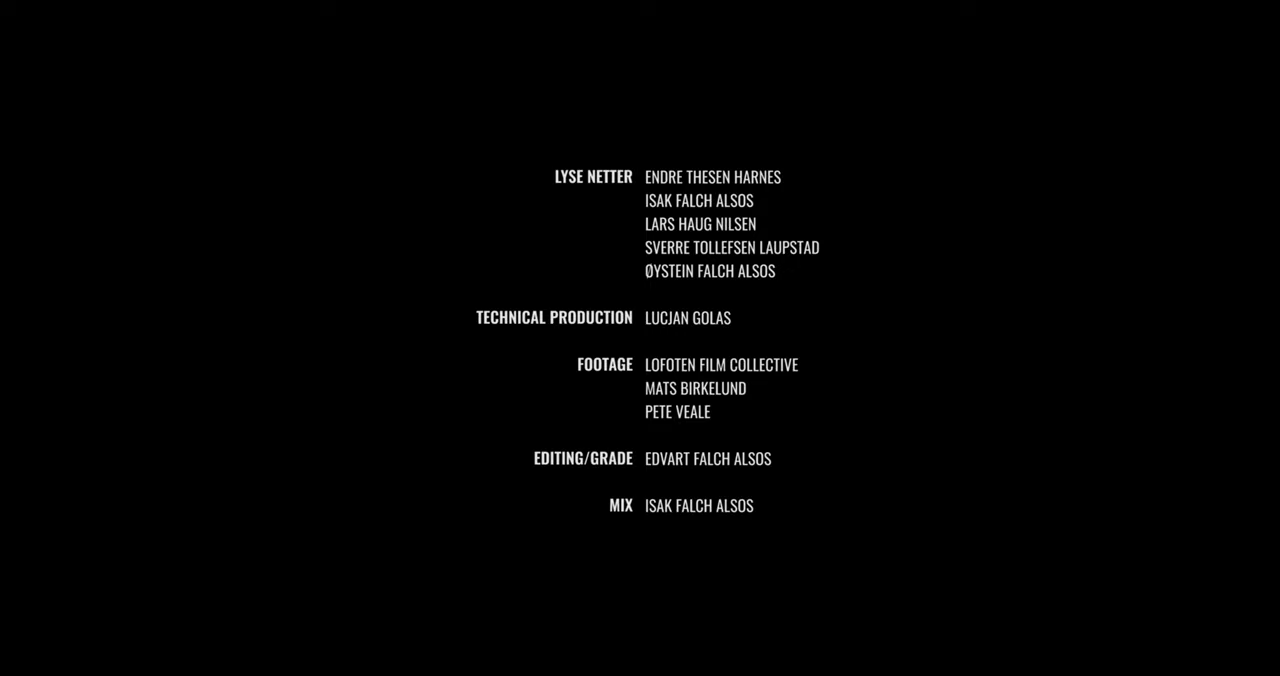 LYSE NETTER ENDRE THESEN HARNES
ISAK FALCH ALSOS
LARS HAUG NILSEN
SVERRE TOLLEFSEN LAUPSTAD
ØYSTEIN FALCH ALSOS
TECHNICAL PRODUCTION LUCJAN GOLAS
FOOTAGE LOFOTEN FILM COLLECTIVE
MATS BIRKELUND
PETE VEALE
EDITING/GRADE EDVART FALCH ALSOS
MIX ISAK FALCH ALSOS